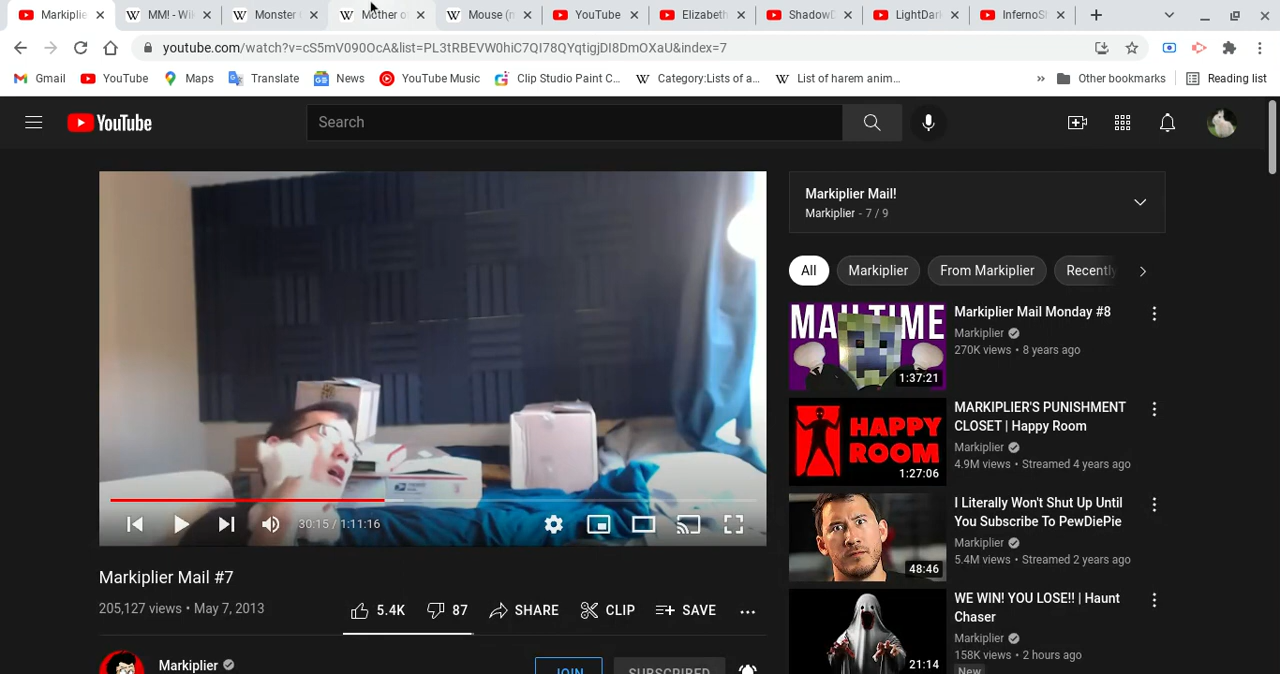 Markiplie
MM! - Wi
Monster
Mother o
Mouse (n
YouTube
Elizabeth
ShadowD
LightDar
InfernoS
youtube.com/watch?v=cS5mV090OcA&list=PL3tRBEVW0hiC7QI78QYqtigjDI8DmOXaU&index=7
Gmail
YouTube
Maps
Translate
News
YouTube Music
Clip Studio Paint C...
Category:Lists of a...
List of harem anim...
»
Other bookmarks
Reading list
YouTube
Search
Markiplier Mail!
Markiplier - 7 / 9
All
Markiplier
From Markiplier
Recently
MAILTIME
1:37:21
Markiplier Mail Monday #8
Markiplier
270K views • 8 years ago
HAPPY
ROOM
1:27:06
MARKIPLIER'S PUNISHMENT
CLOSET | Happy Room
Markiplier
4.9M views • Streamed 4 years ago
48:46
I Literally Won't Shut Up Until
You Subscribe To PewDiePie
Markiplier
5.4M views • Streamed 2 years ago
21:14
WE WIN! YOU LOSE!! | Haunt
Chaser
Markiplier
158K views • 2 hours ago
New
30:15 / 1:11:16
Markiplier Mail #7
205,127 views • May 7, 2013
5.4K
87
SHARE
CLIP
SAVE
Markiplier
JOIN
SUBSCRIBED